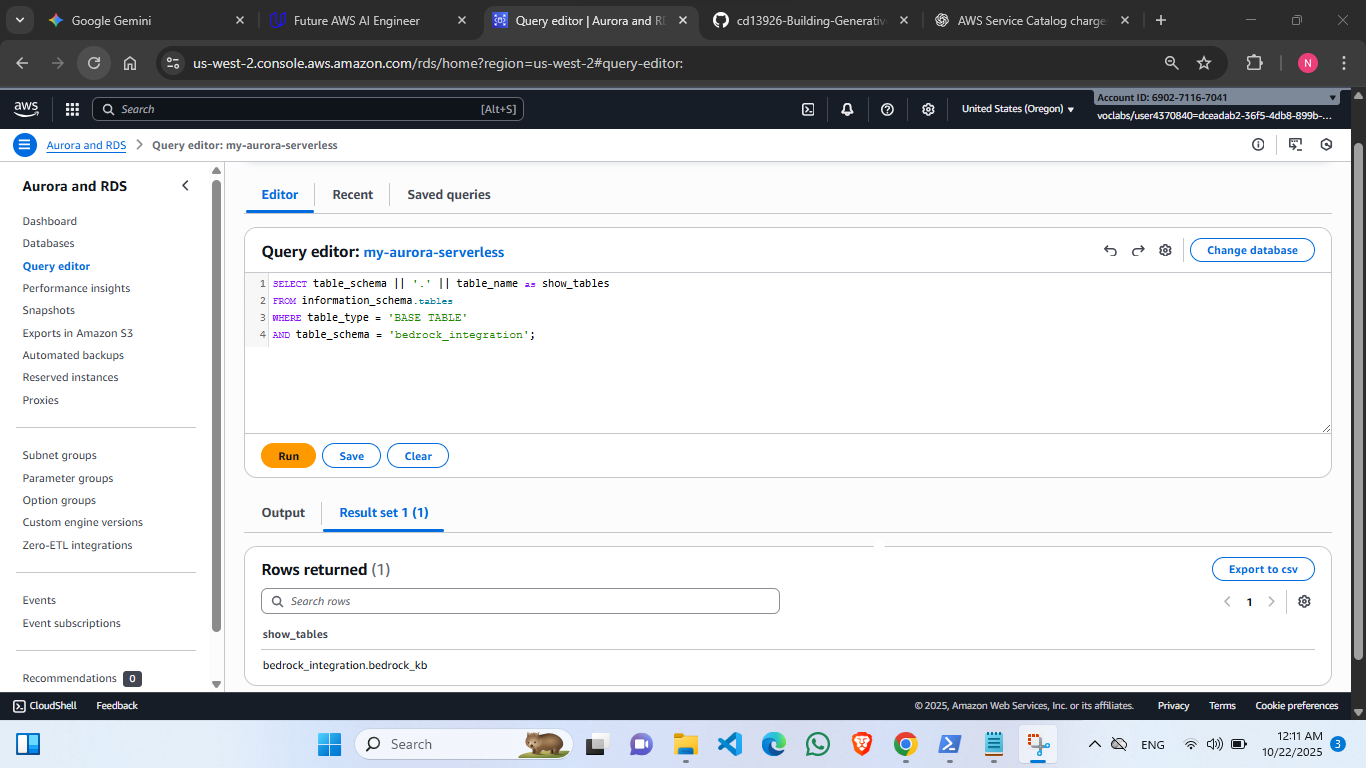 Google Gemini
Future AWS AI Engineer
Query editor | Aurora and RD
cd13926-Building-Generativ
AWS Service Catalog charge
us-west-2.console.aws.amazon.com/rds/home?region=us-west-2#query-editor:
N
aws
Search [Alt+S]
United States (Oregon)
Account ID: 6902-7116-7041
voclabs/user4370840=dceadab2-36f5-4db8-899b-...
Aurora and RDS
Query editor: my-aurora-serverless
Aurora and RDS
Dashboard
Databases
Query editor
Performance insights
Snapshots
Exports in Amazon S3
Automated backups
Reserved instances
Proxies
Subnet groups
Parameter groups
Option groups
Custom engine versions
Zero-ETL integrations
Events
Event subscriptions
Recommendations 0
Editor
Recent
Saved queries
Query editor: my-aurora-serverless
Change database
1 SELECT table_schema || '.' || table_name as show_tables
2 FROM information_schema.tables
3 WHERE table_type = 'BASE TABLE'
4 AND table_schema = 'bedrock_integration';
Run
Save
Clear
Output
Result set 1 (1)
Rows returned (1)
Export to csv
Search rows
1
show_tables
bedrock_integration.bedrock_kb
CloudShell
Feedback
© 2025, Amazon Web Services, Inc. or its affiliates.
Privacy
Terms
Cookie preferences
Search
ENG
12:11 AM
10/22/2025
3